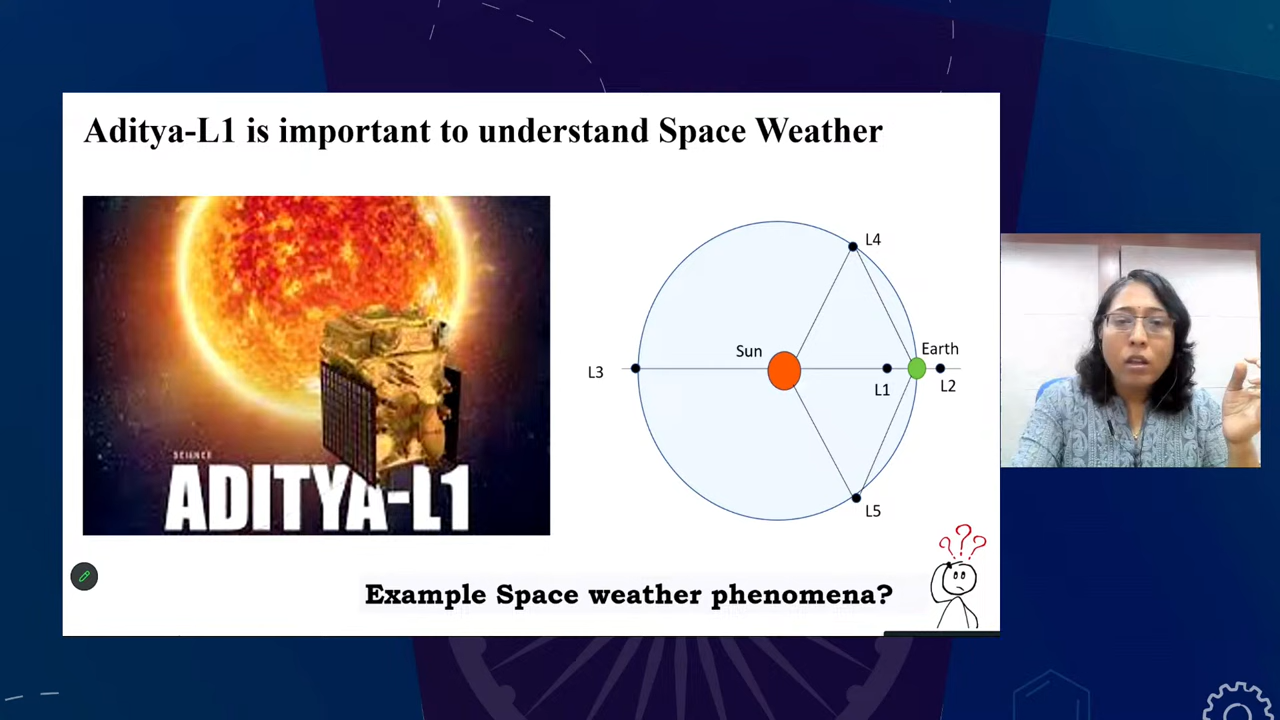 Aditya-L1 is important to understand Space Weather
SCIENCE
ADITYA-L1
L4
Sun
Earth
L3
L1
L2
L5
? ? ?
Example Space weather phenomena?